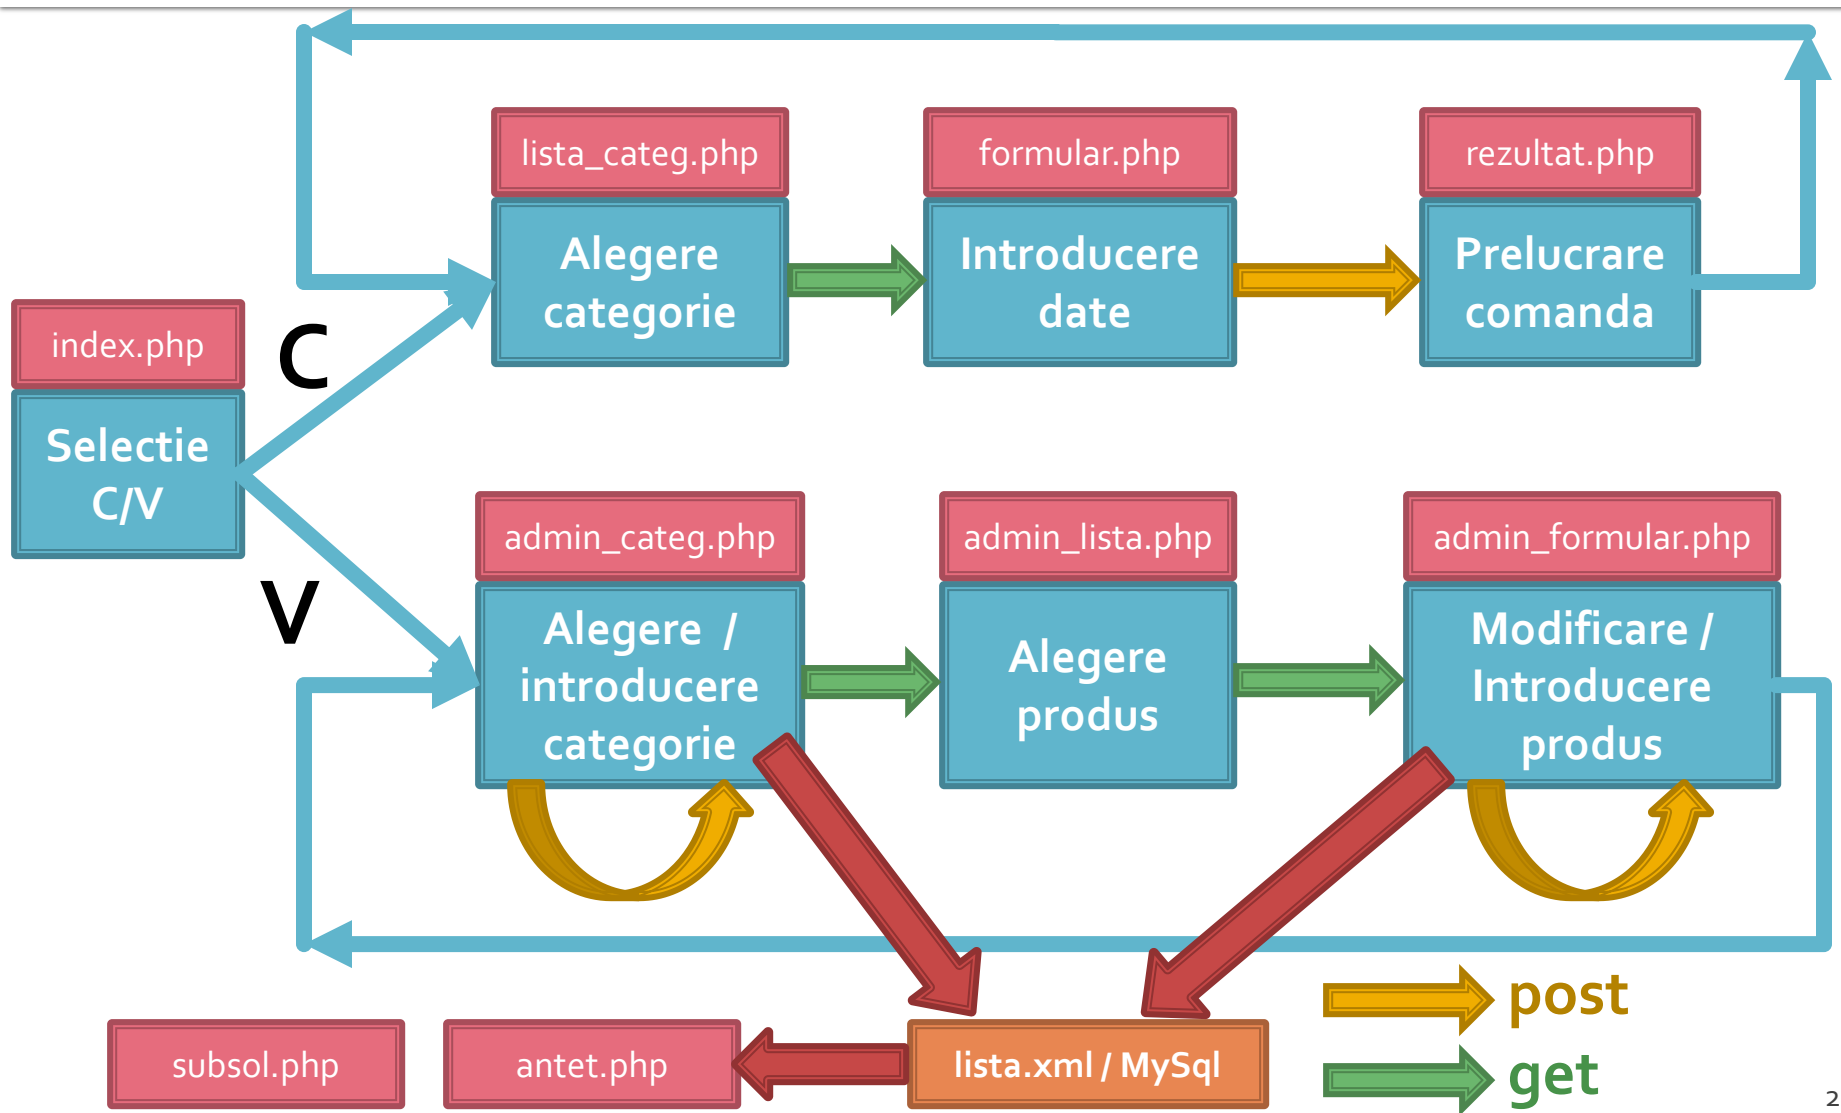 lista_categ.php
formular.php
rezultat.php
Alegere
categorie
Introducere
date
Prelucrare
comanda
index.php
C
Selectie
C/V
V
admin_categ.php
admin_lista.php
admin_formular.php
Alegere /
introducere
categorie
Alegere
produs
Modificare /
Introducere
produs
post
subsol.php
antet.php
lista.xml / MySql
get
2